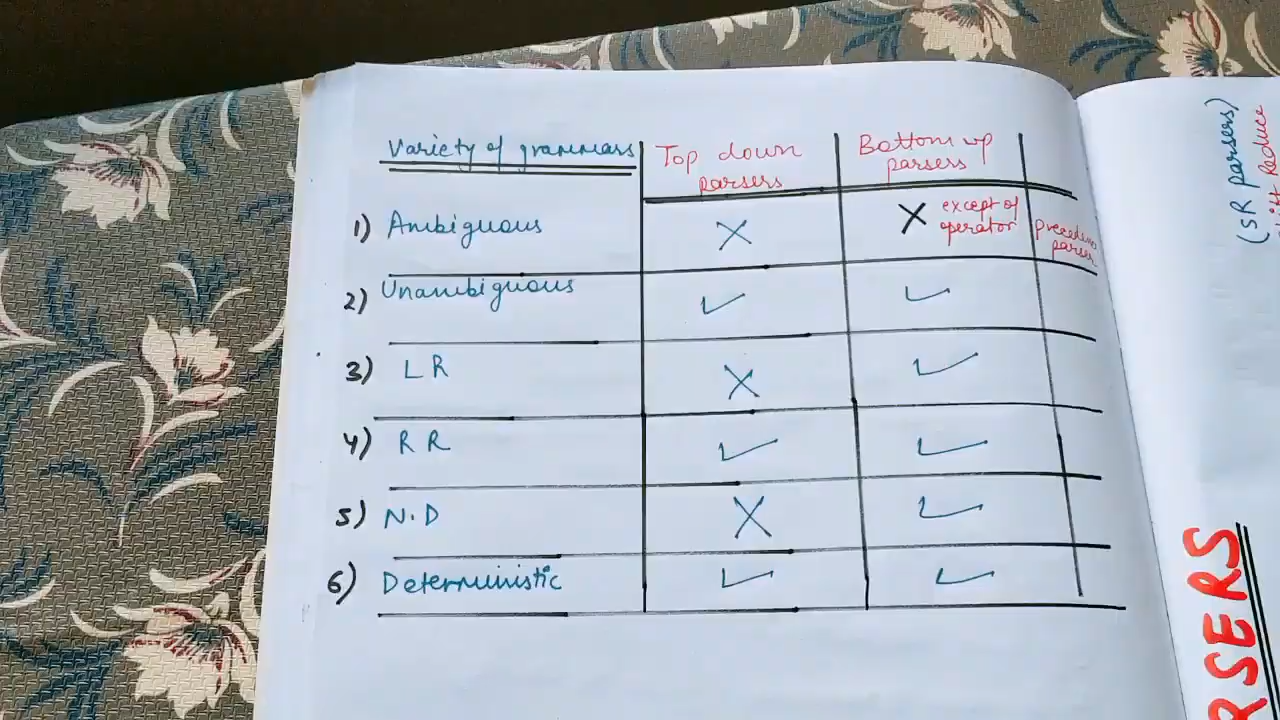 Variety of grammars Top down parsers Bottom up parsers
1) Ambiguous X X except of operator precedence parser
2) Unambiguous ✓ ✓
3) LR X ✓
4) RR ✓ ✓
5) N.D X ✓
6) Deterministic ✓ ✓
(SR parsers)
Reduce
RSERS